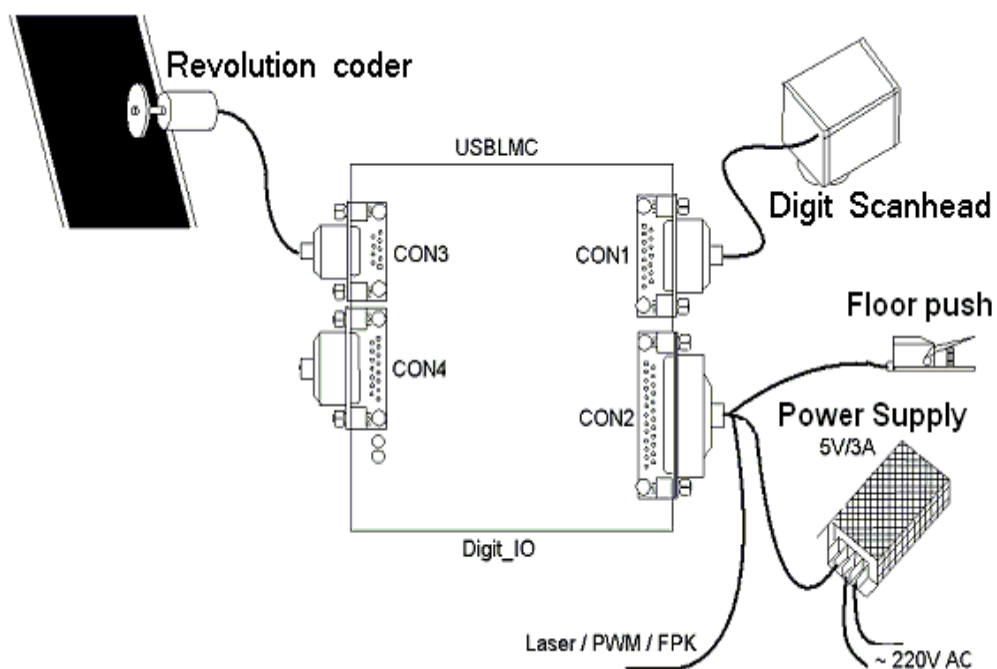 Revolution coder
USBLMC
Digit Scanhead
CON3
CON1
Floor push
CON4
CON2
Power Supply
5V/3A
Digit_IO
Laser / PWM / FPK
~ 220V AC